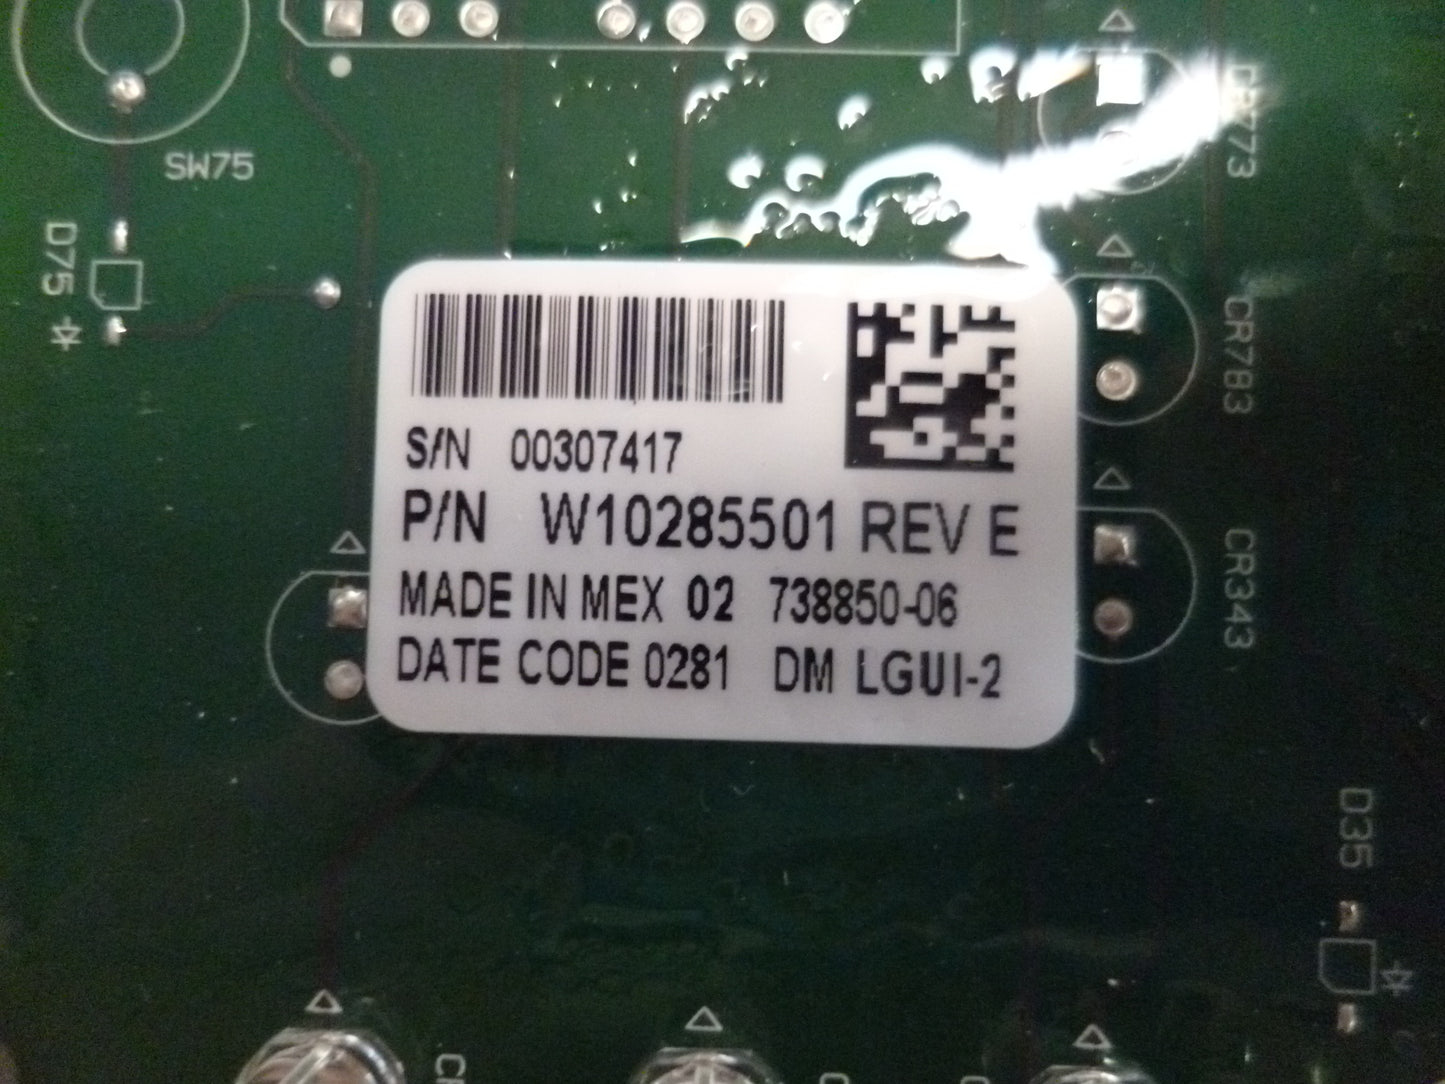 SW75
D75
CR783
CR343
D35
S/N 00307417
P/N W10285501 REV E
MADE IN MEX 02 738850-06
DATE CODE 0281 DM LGUI-2